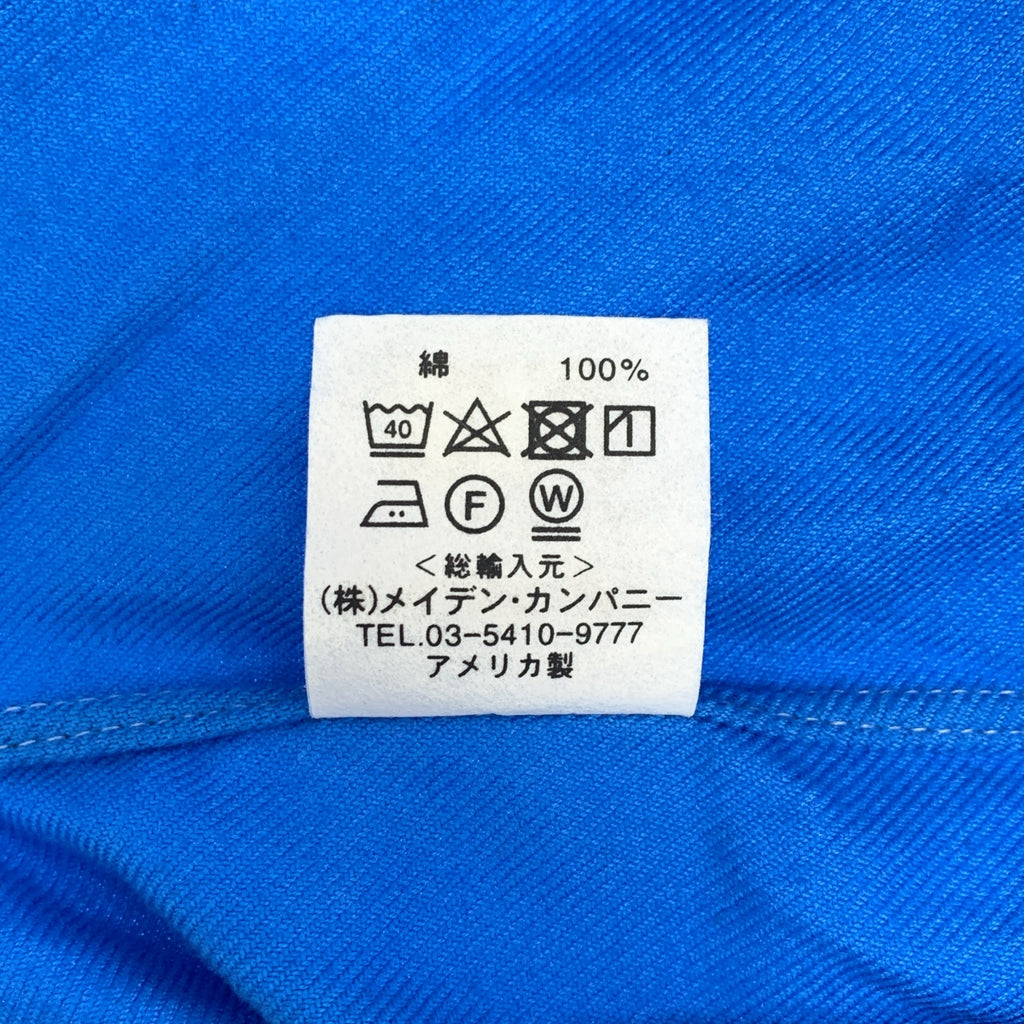 綿 100%
40
F W
＜総輸入元＞
(株)メイデン・カンパニー
TEL.03-5410-9777
アメリカ製